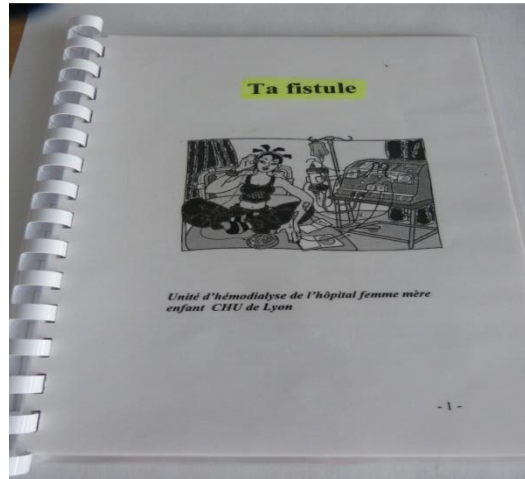 Ta fistule
Unité d'hémodialyse de l'hôpital femme mère
enfant CHU de Lyon
- 1 -